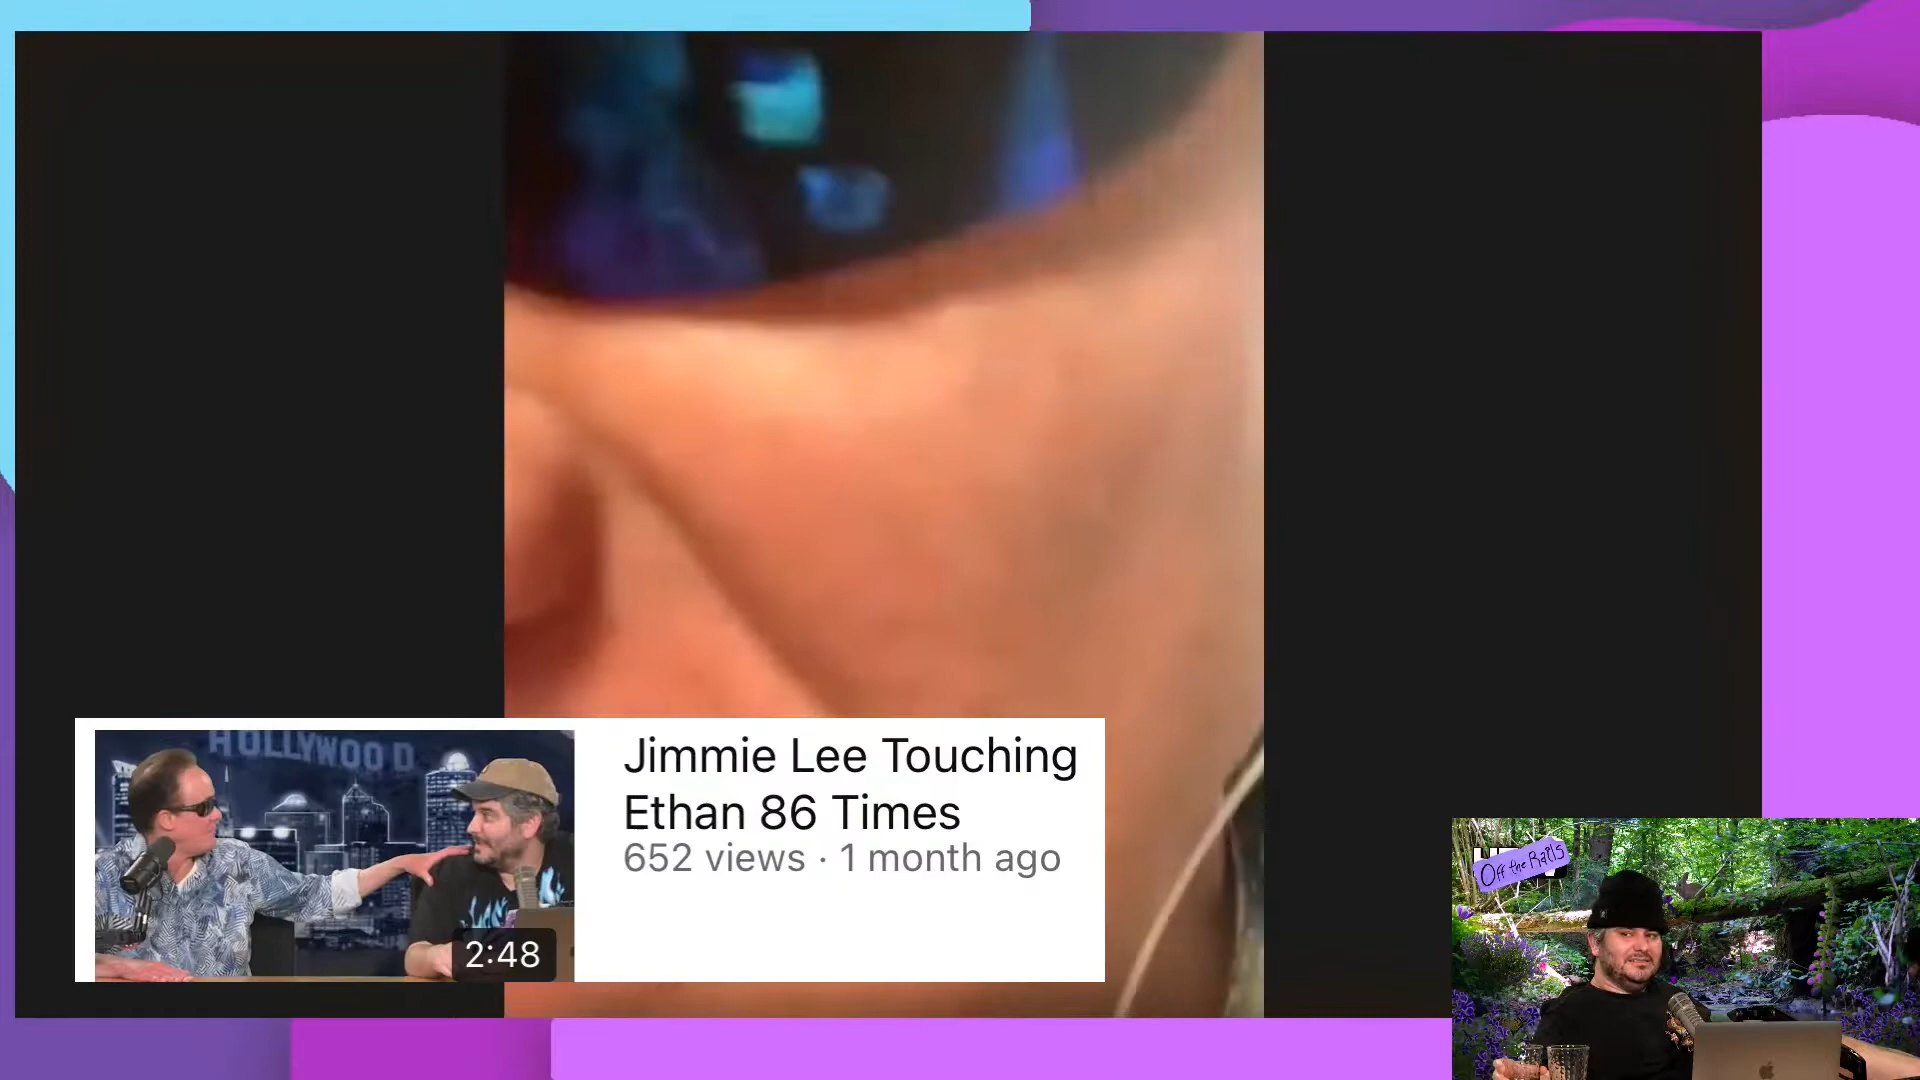 HOLLYWOOD
Jimmie Lee Touching
Ethan 86 Times
652 views · 1 month ago
2:48
Off the Rails